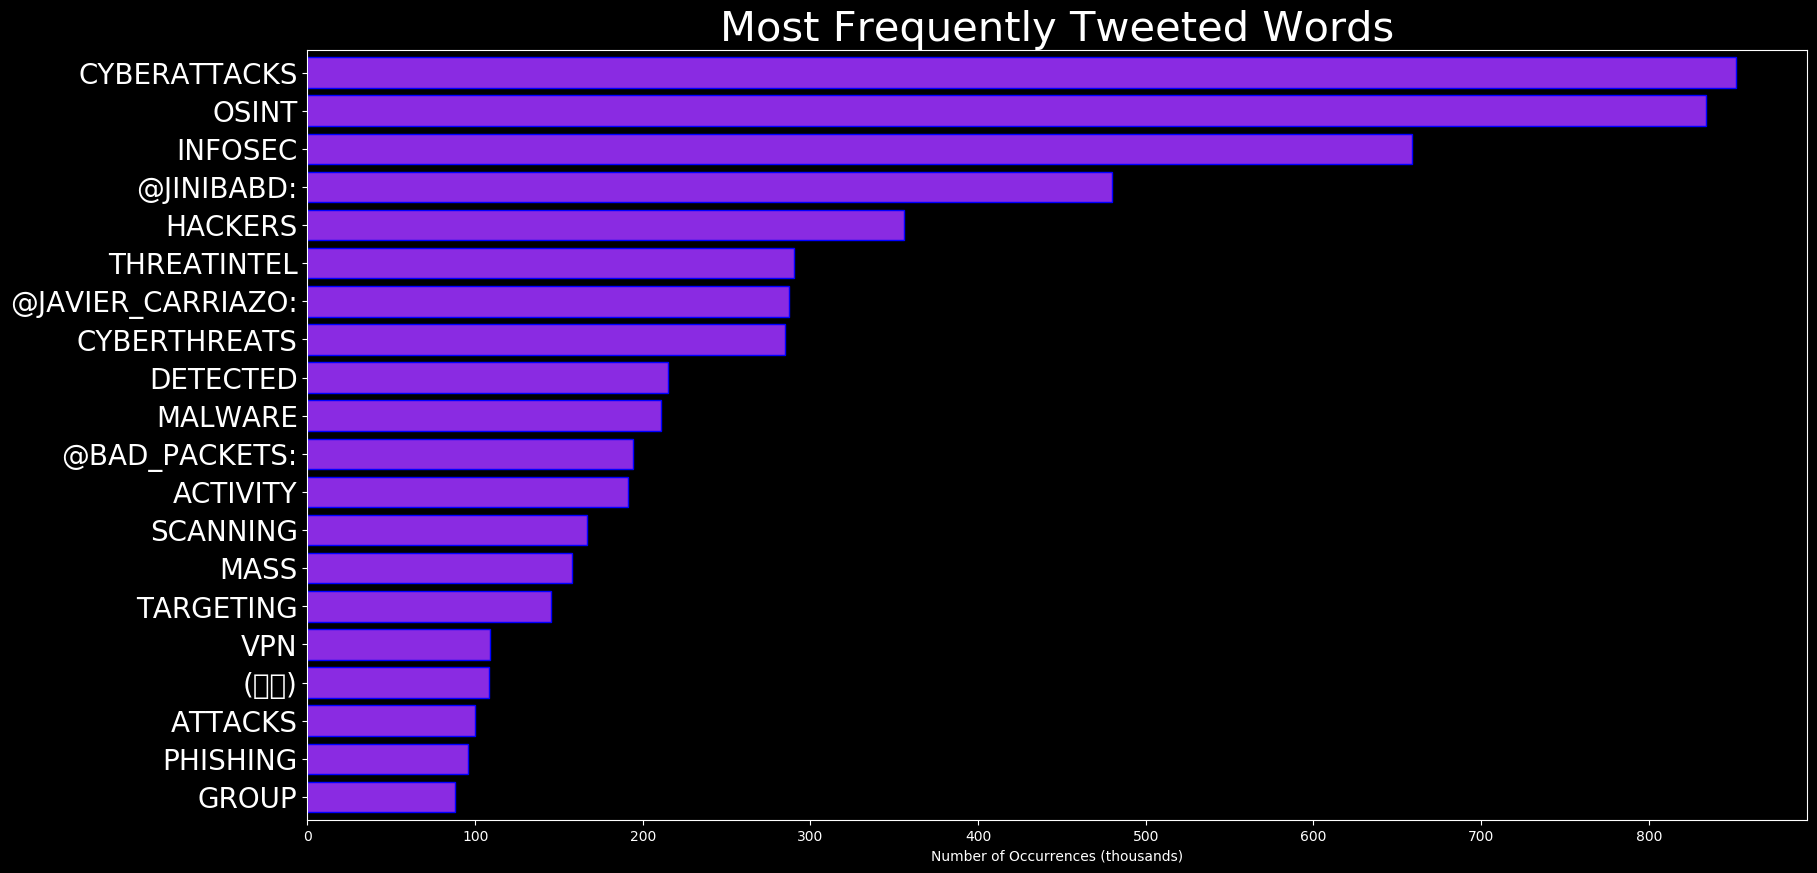 Most Frequently Tweeted Words
CYBERATTACKS
OSINT
INFOSEC
@JINIBABD:
HACKERS
THREATINTEL
@JAVIER_CARRIAZO:
CYBERTHREATS
DETECTED
MALWARE
@BAD_PACKETS:
ACTIVITY
SCANNING
MASS
TARGETING
VPN
(▯▯)
ATTACKS
PHISHING
GROUP
0 100 200 300 400 500 600 700 800
Number of Occurrences (thousands)